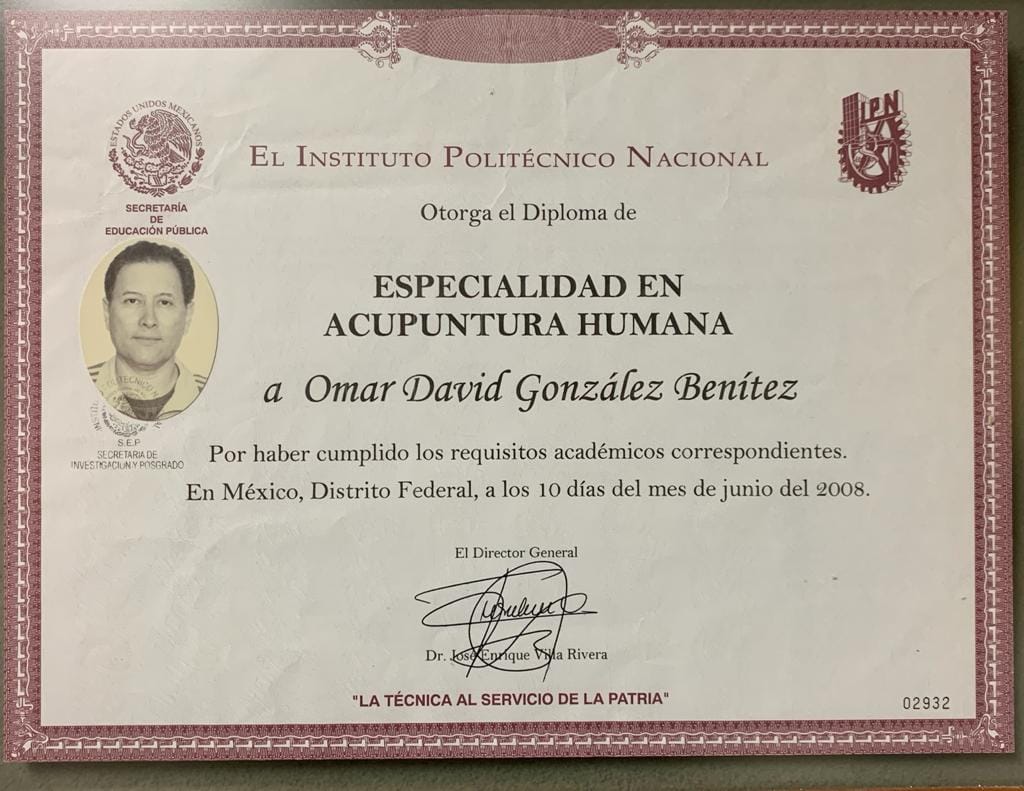 ESTADOS UNIDOS MEXICANOS
SECRETARÍA
DE
EDUCACIÓN PÚBLICA
IPN
EL INSTITUTO POLITÉCNICO NACIONAL
Otorga el Diploma de
ESPECIALIDAD EN
ACUPUNTURA HUMANA
a Omar David González Benítez
S.E.P
SECRETARIA DE
INVESTIGACION Y POSGRADO
Por haber cumplido los requisitos académicos correspondientes.
En México, Distrito Federal, a los 10 días del mes de junio del 2008.
El Director General
Dr. José Enrique Villa Rivera
"LA TÉCNICA AL SERVICIO DE LA PATRIA"
02932